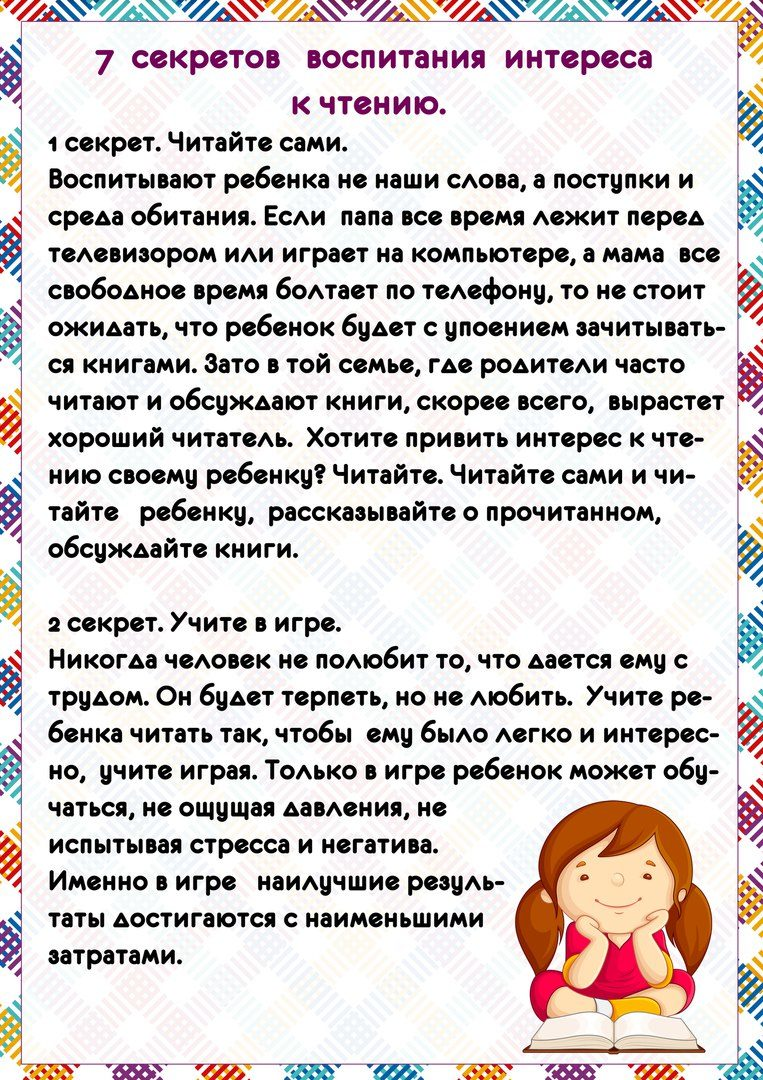 7 секретов воспитания интереса
к чтению.
1 секрет. Читайте сами.
Воспитывают ребенка не наши слова, а поступки и
среда обитания. Если папа все время лежит перед
телевизором или играет на компьютере, а мама все
свободное время болтает по телефону, то не стоит
ожидать, что ребенок будет с упоением зачитывать-
ся книгами. Зато в той семье, где родители часто
читают и обсуждают книги, скорее всего, вырастет
хороший читатель. Хотите привить интерес к чте-
нию своему ребенку? Читайте. Читайте сами и чи-
тайте ребенку, рассказывайте о прочитанном,
обсуждайте книги.
2 секрет. Учите в игре.
Никогда человек не полюбит то, что дается ему с
трудом. Он будет терпеть, но не любить. Учите ре-
бенка читать так, чтобы ему было легко и интерес-
но, учите играя. Только в игре ребенок может обу-
чаться, не ощущая давления, не
испытывая стресса и негатива.
Именно в игре наилучшие резуль-
таты достигаются с наименьшими
затратами.